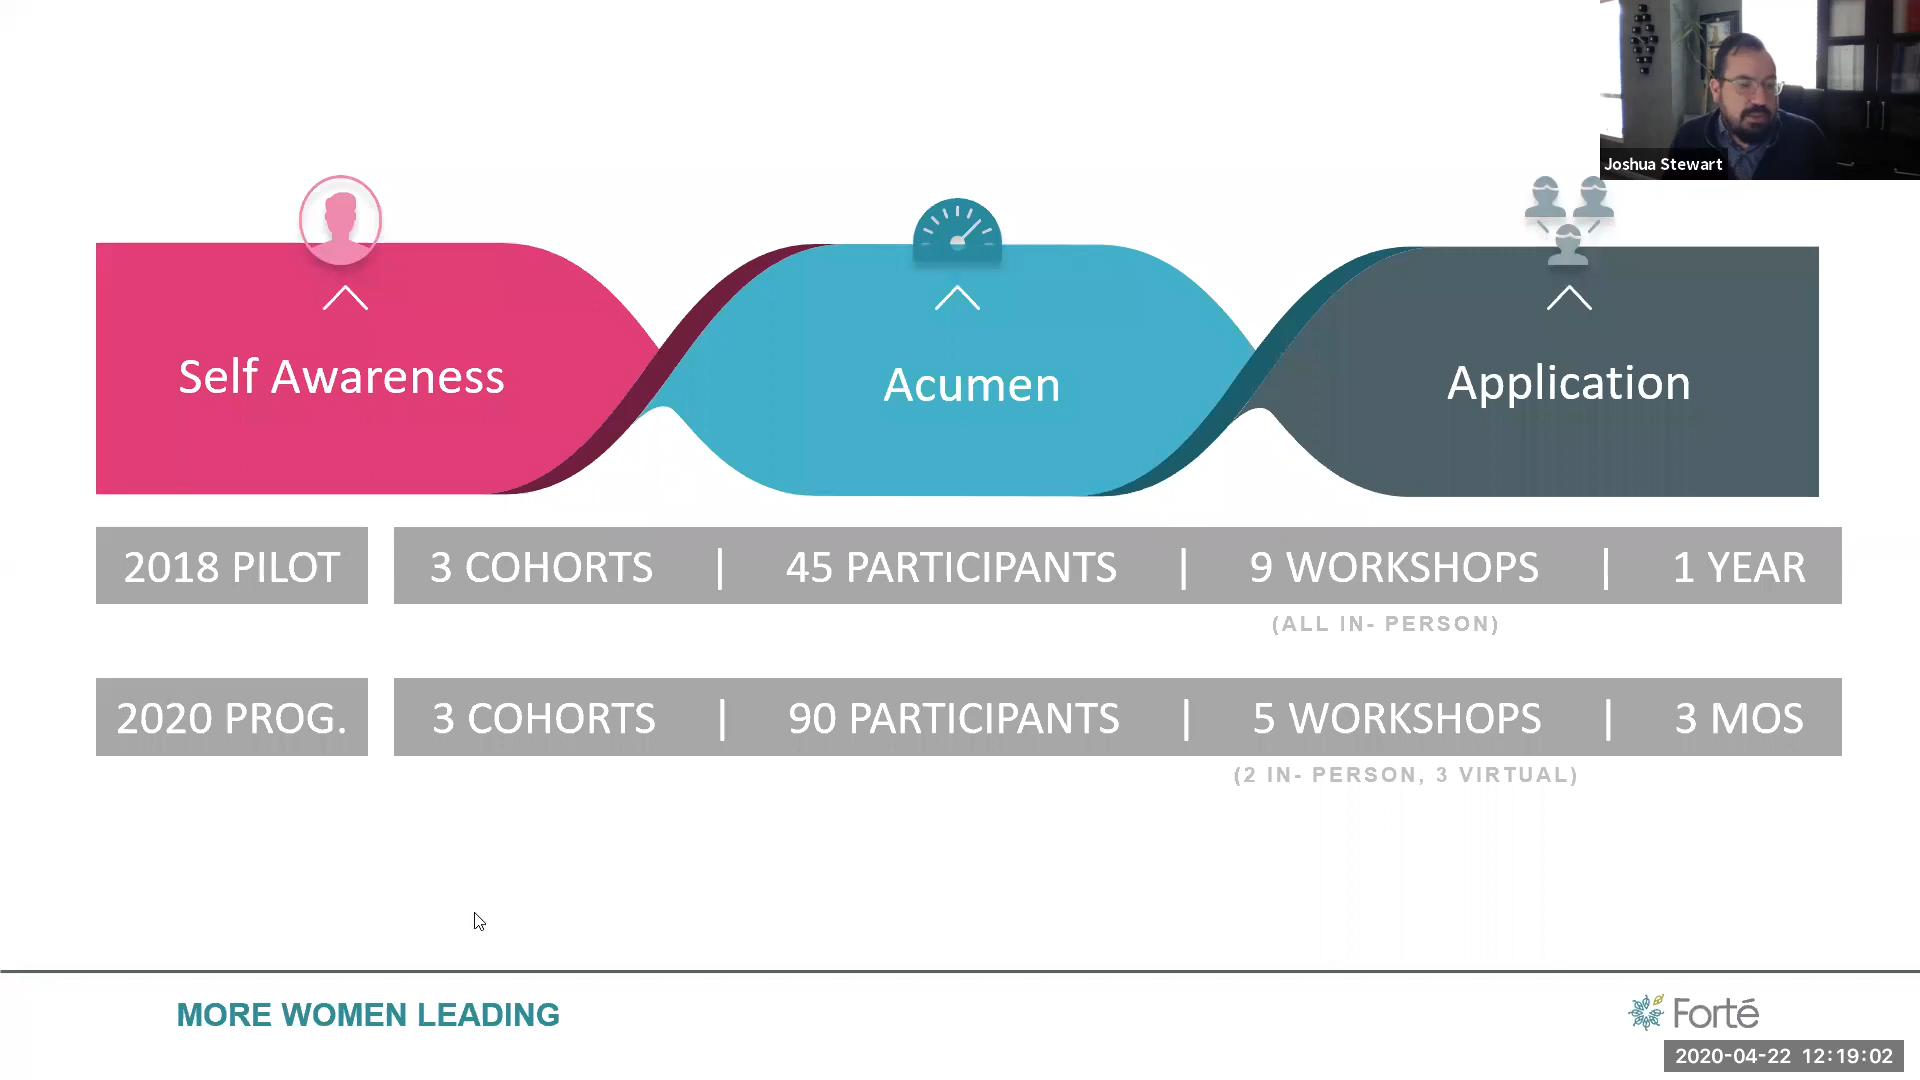 Joshua Stewart
Self Awareness
Acumen
Application
2018 PILOT
3 COHORTS | 45 PARTICIPANTS | 9 WORKSHOPS | 1 YEAR
(ALL IN- PERSON)
2020 PROG.
3 COHORTS | 90 PARTICIPANTS | 5 WORKSHOPS | 3 MOS
(2 IN- PERSON, 3 VIRTUAL)
MORE WOMEN LEADING
Forté
2020-04-22 12:19:02